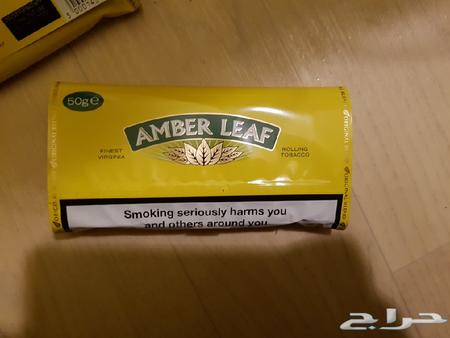 50g e
AMBER LEAF
FINEST
VIRGINIA
ROLLING
TOBACCO
Smoking seriously harms you
and others around you
حراج